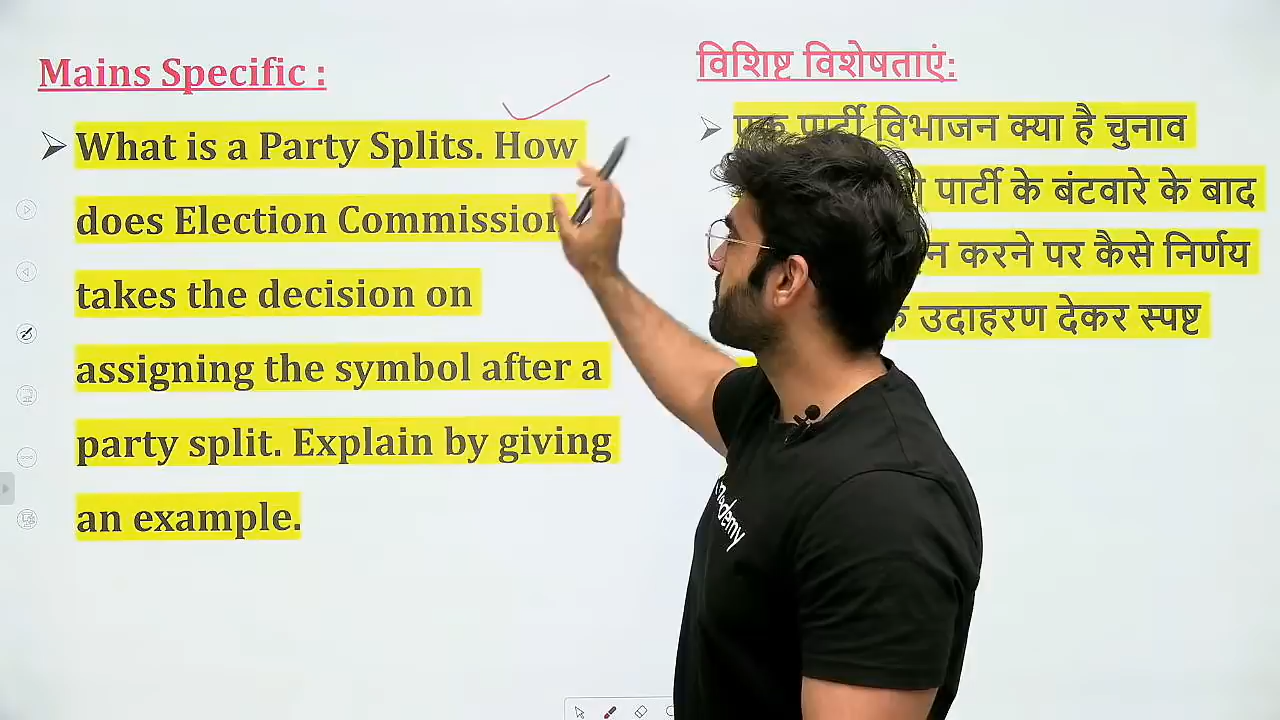 Mains Specific :
What is a Party Splits. How
does Election Commission
takes the decision on
assigning the symbol after a
party split. Explain by giving
an example.
विशिष्ट विशेषताएं:
एक पार्टी विभाजन क्या है चुनाव
पार्टी के बंटवारे के बाद
करने पर कैसे निर्णय
उदाहरण देकर स्पष्ट